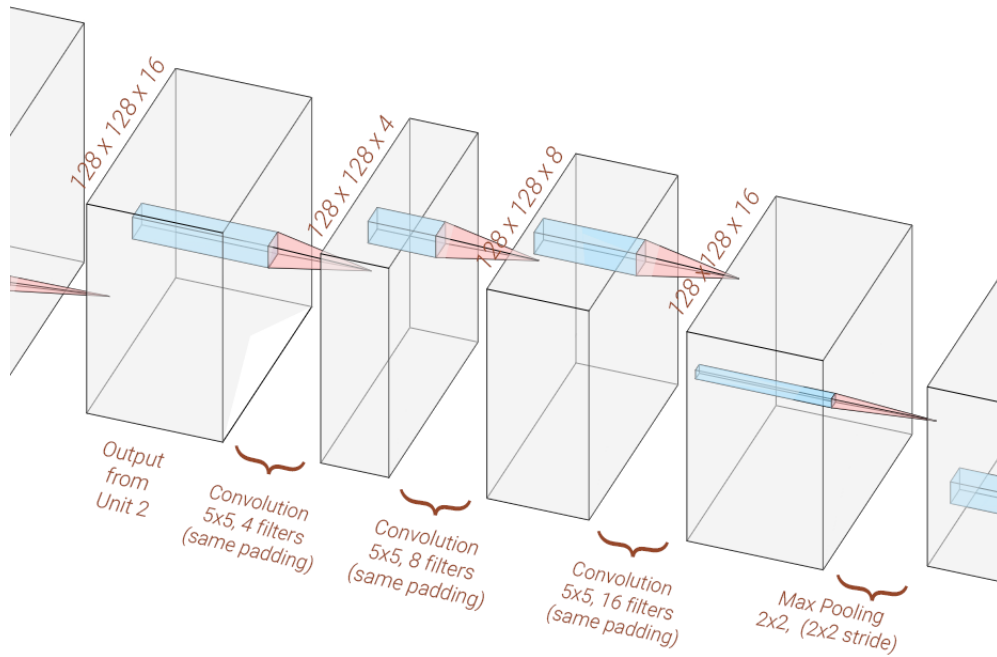 128 x 128 x 16
128 x 128 x 4
128 x 128 x 8
128 x 128 x 16
Output
from
Unit 2
Convolution
5x5, 4 filters
(same padding)
Convolution
5x5, 8 filters
(same padding)
Convolution
5x5, 16 filters
(same padding)
Max Pooling
2x2, (2x2 stride)